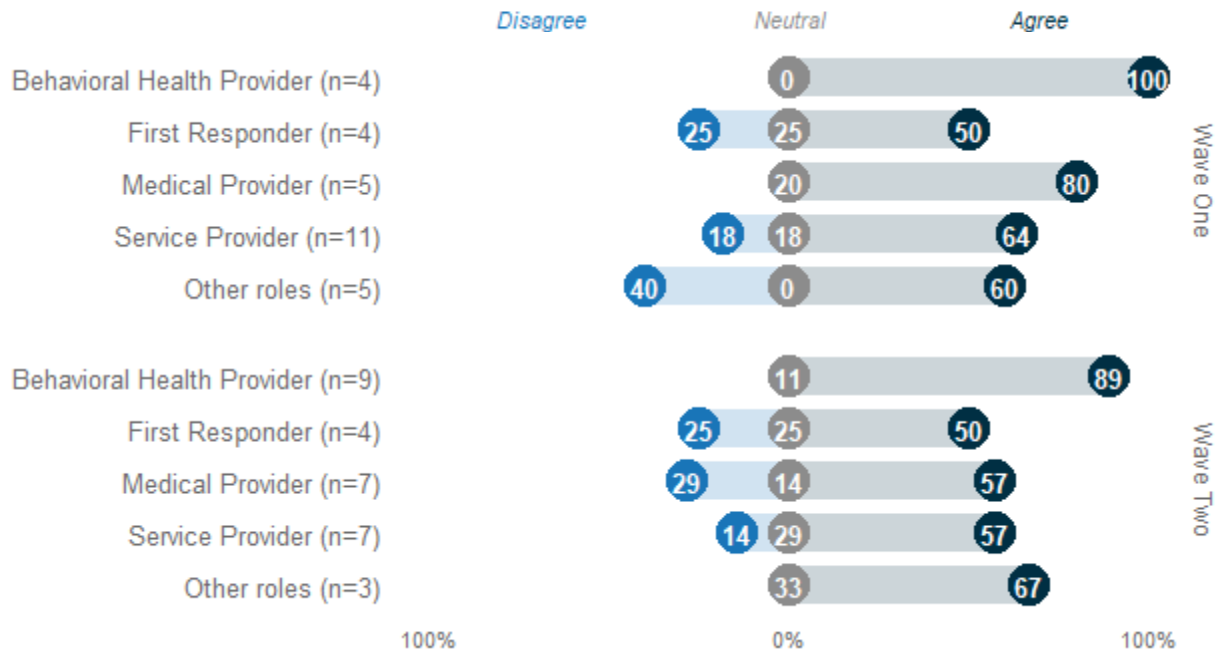 Disagree Neutral Agree
Behavioral Health Provider (n=4) 0 100
First Responder (n=4) 25 25 50
Medical Provider (n=5) 20 80
Service Provider (n=11) 18 18 64
Other roles (n=5) 40 0 60
Wave One
Behavioral Health Provider (n=9) 11 89
First Responder (n=4) 25 25 50
Medical Provider (n=7) 29 14 57
Service Provider (n=7) 14 29 57
Other roles (n=3) 33 67
Wave Two
100% 0% 100%